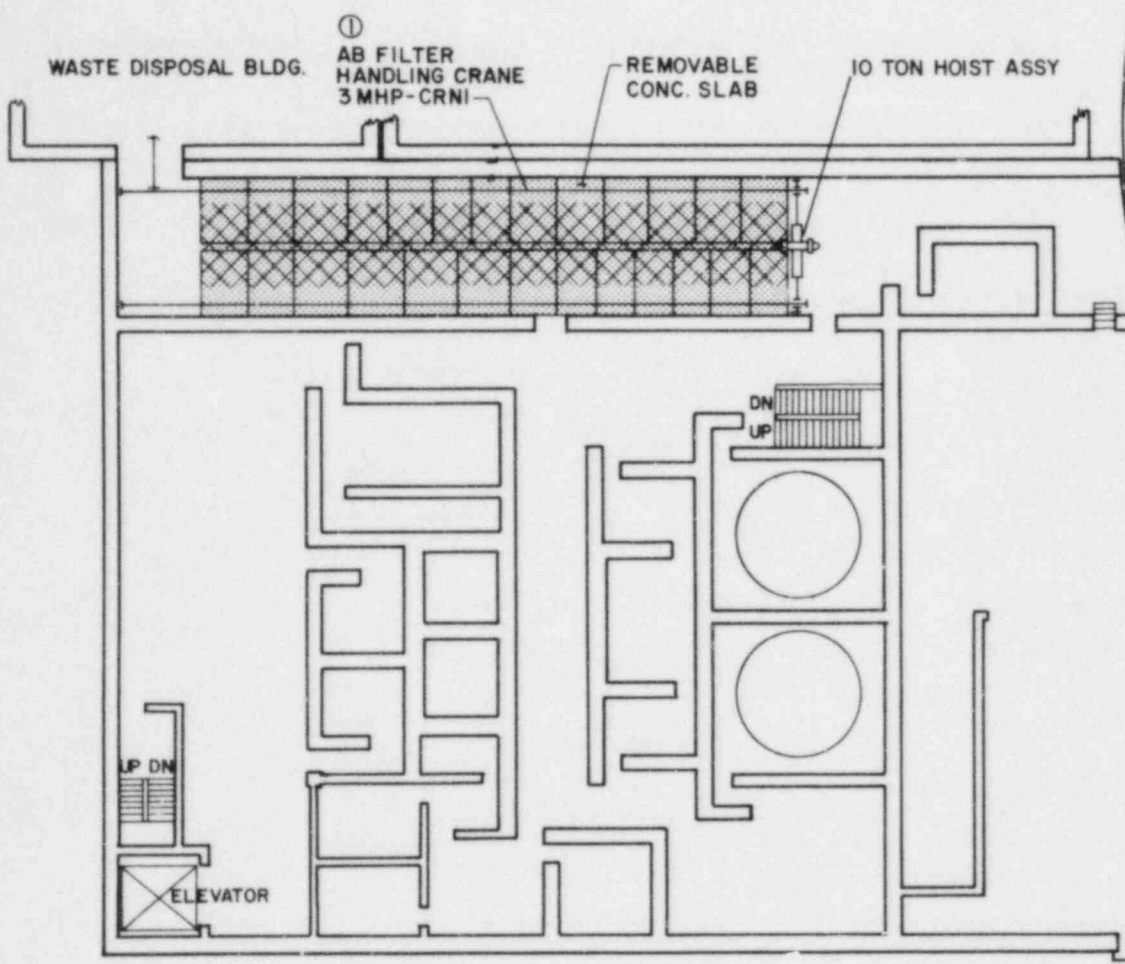 ①
WASTE DISPOSAL BLDG.
AB FILTER
HANDLING CRANE
3MHP-CRN1
REMOVABLE
CONC. SLAB
10 TON HOIST ASSY
DN
UP
UP DN
ELEVATOR